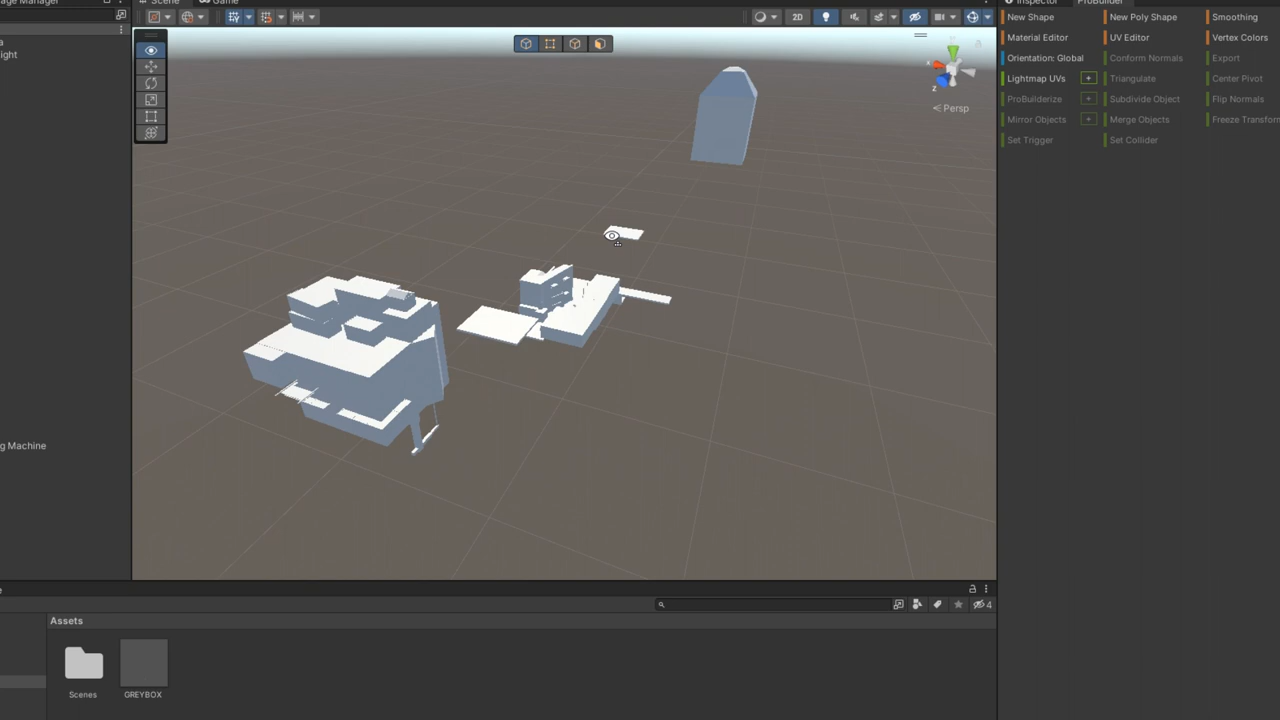 age Manager
Scene
Game
Inspector
ProBuilder
2D
a
ight
g Machine
x
z
Persp
New Shape
New Poly Shape
Smoothing
Material Editor
UV Editor
Vertex Colors
Orientation: Global
Conform Normals
Export
Lightmap UVs
+
Triangulate
Center Pivot
ProBuilderize
+
Subdivide Object
Flip Normals
Mirror Objects
+
Merge Objects
Freeze Transfor
Set Trigger
Set Collider
e
4
Assets
Scenes
GREYBOX